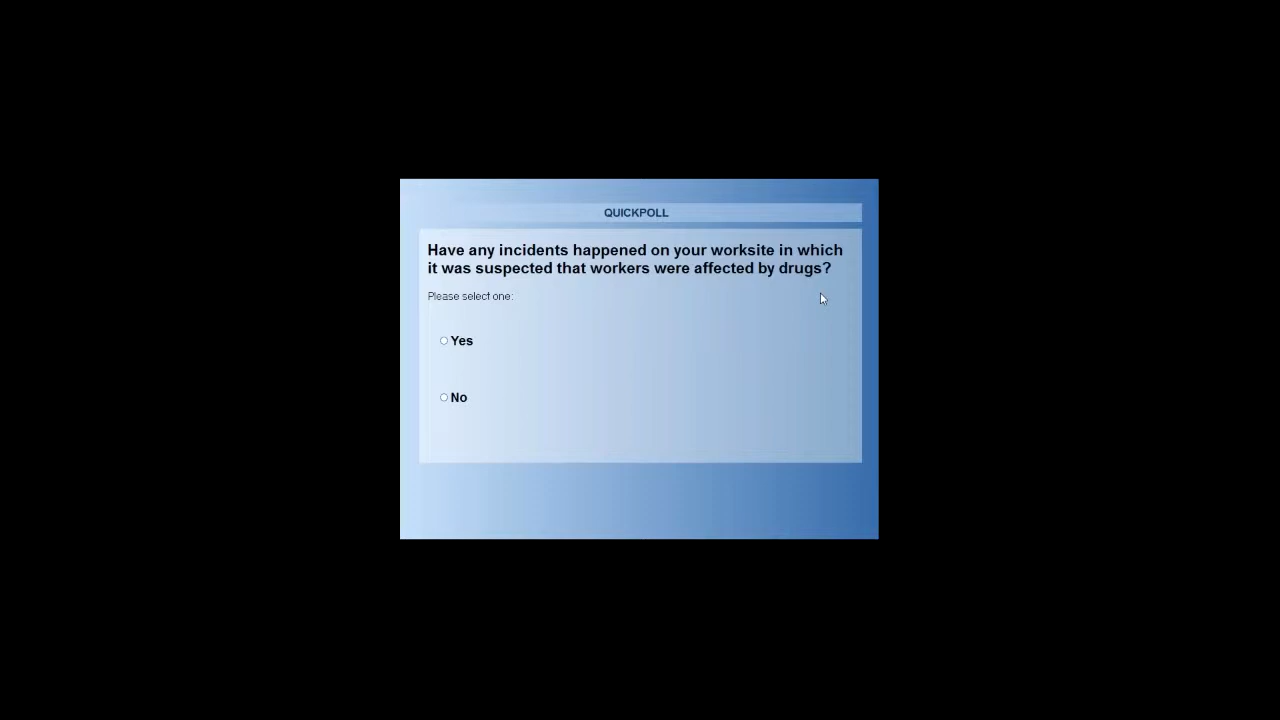 QUICKPOLL
Have any incidents happened on your worksite in which
it was suspected that workers were affected by drugs?
Please select one:
Yes
No